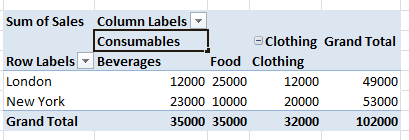 Sum of Sales Column Labels
Consumables Clothing Grand Total
Row Labels Beverages Food Clothing
London 12000 25000 12000 49000
New York 23000 10000 20000 53000
Grand Total 35000 35000 32000 102000